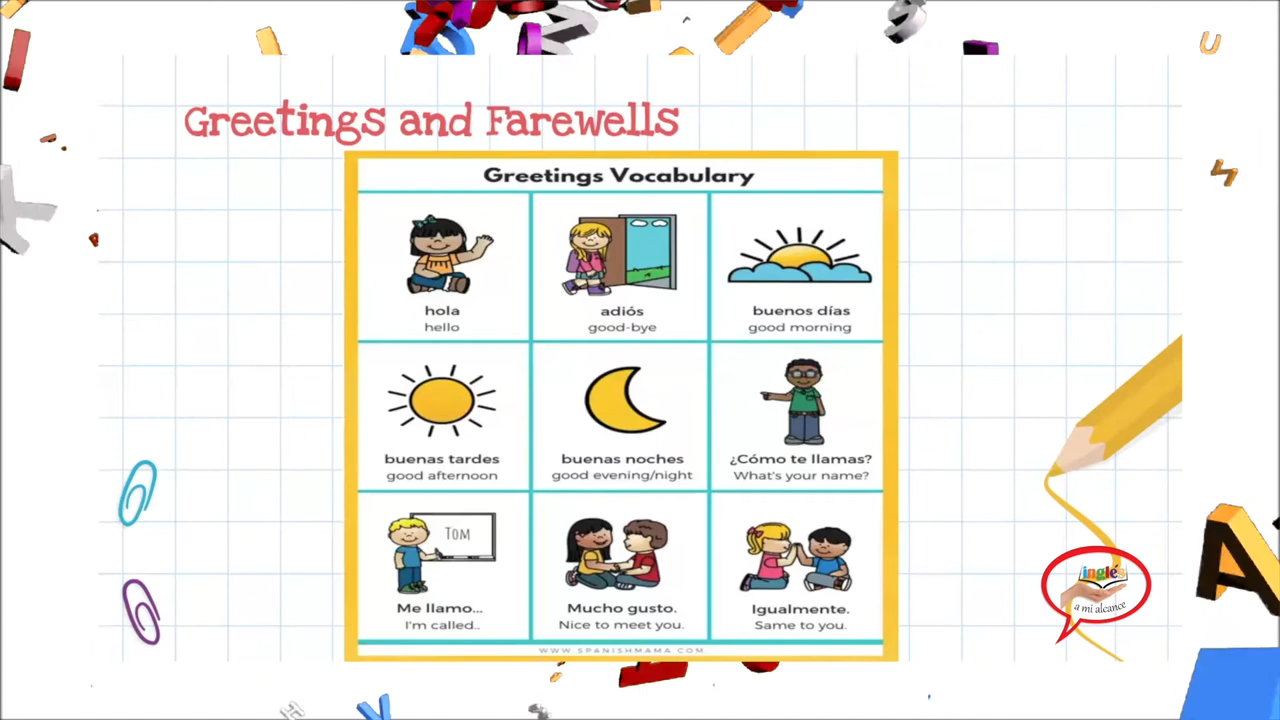 Greetings and Farewells
Greetings Vocabulary
hola
hello
adiós
good-bye
buenos días
good morning
buenas tardes
good afternoon
buenas noches
good evening/night
¿Cómo te llamas?
What's your name?
TOM
Me llamo...
I'm called..
Mucho gusto.
Nice to meet you.
Igualmente.
Same to you.
WWW.SPANISHMAMA.COM
inglés
a mi alcance